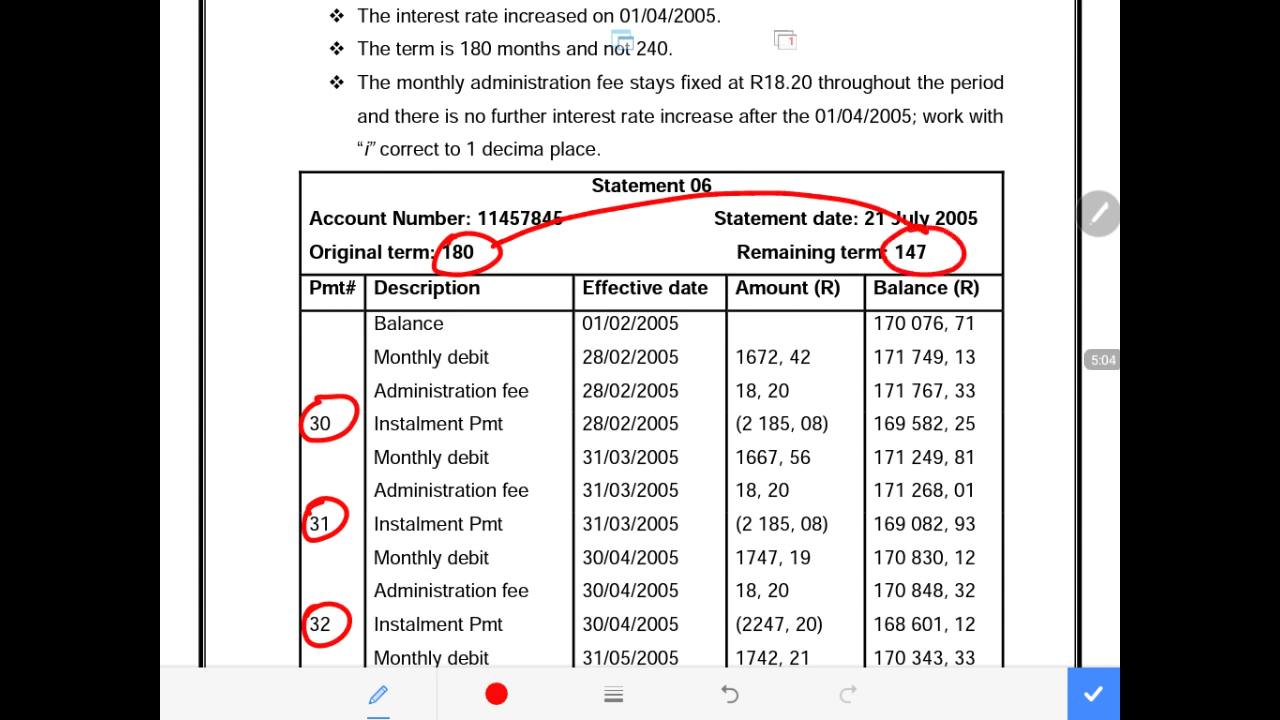 ❖ The interest rate increased on 01/04/2005.
❖ The term is 180 months and not 240.
❖ The monthly administration fee stays fixed at R18.20 throughout the period
and there is no further interest rate increase after the 01/04/2005; work with
“i” correct to 1 decima place.
Statement 06
Account Number: 11457845 Statement date: 21 July 2005
Original term: 180 Remaining term: 147
Pmt# Description Effective date Amount (R) Balance (R)
Balance 01/02/2005 170 076, 71
Monthly debit 28/02/2005 1672, 42 171 749, 13
Administration fee 28/02/2005 18, 20 171 767, 33
30 Instalment Pmt 28/02/2005 (2 185, 08) 169 582, 25
Monthly debit 31/03/2005 1667, 56 171 249, 81
Administration fee 31/03/2005 18, 20 171 268, 01
31 Instalment Pmt 31/03/2005 (2 185, 08) 169 082, 93
Monthly debit 30/04/2005 1747, 19 170 830, 12
Administration fee 30/04/2005 18, 20 170 848, 32
32 Instalment Pmt 30/04/2005 (2247, 20) 168 601, 12
Monthly debit 31/05/2005 1742, 21 170 343, 33
1
5:04